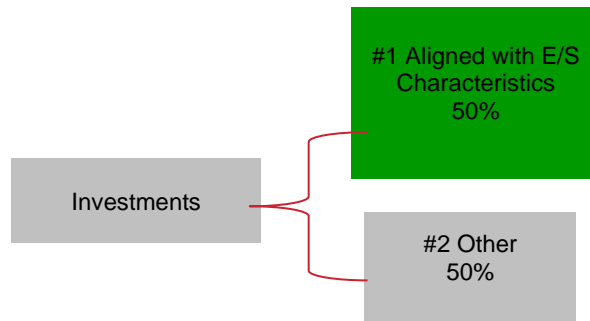 #1 Aligned with E/S
Characteristics
50%
Investments
#2 Other
50%